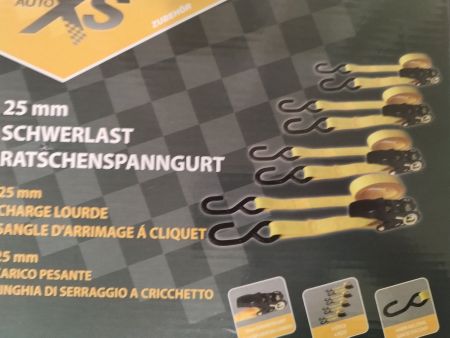 AUTO
XS
ZUBEHÖR
25 mm
SCHWERLAST
RATSCHENSPANNGURT
25 mm
CHARGE LOURDE
SANGLE D'ARRIMAGE Á CLIQUET
25 mm
CARICO PESANTE
CINGHIA DI SERRAGGIO A CRICCHETTO